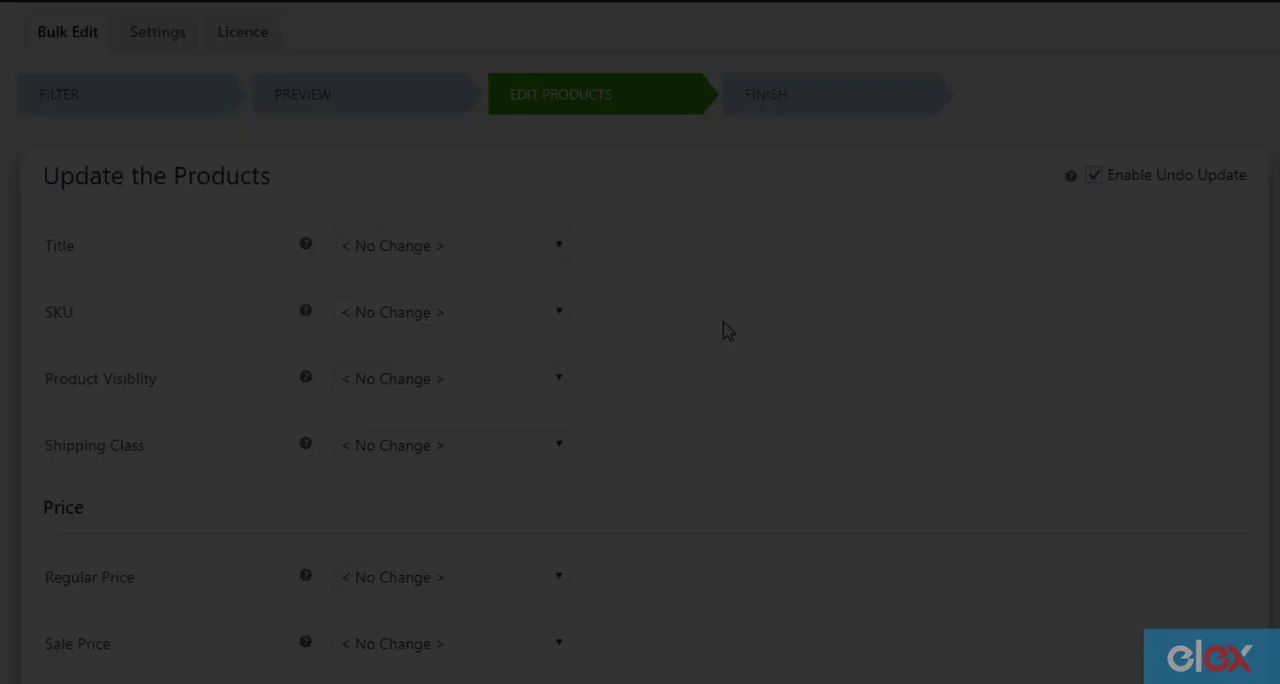 Bulk Edit Settings Licence
FILTER PREVIEW EDIT PRODUCTS FINISH
Update the Products Enable Undo Update
Title < No Change >
SKU < No Change >
Product Visiblity < No Change >
Shipping Class < No Change >
Price
Regular Price < No Change >
Sale Price < No Change >
elex